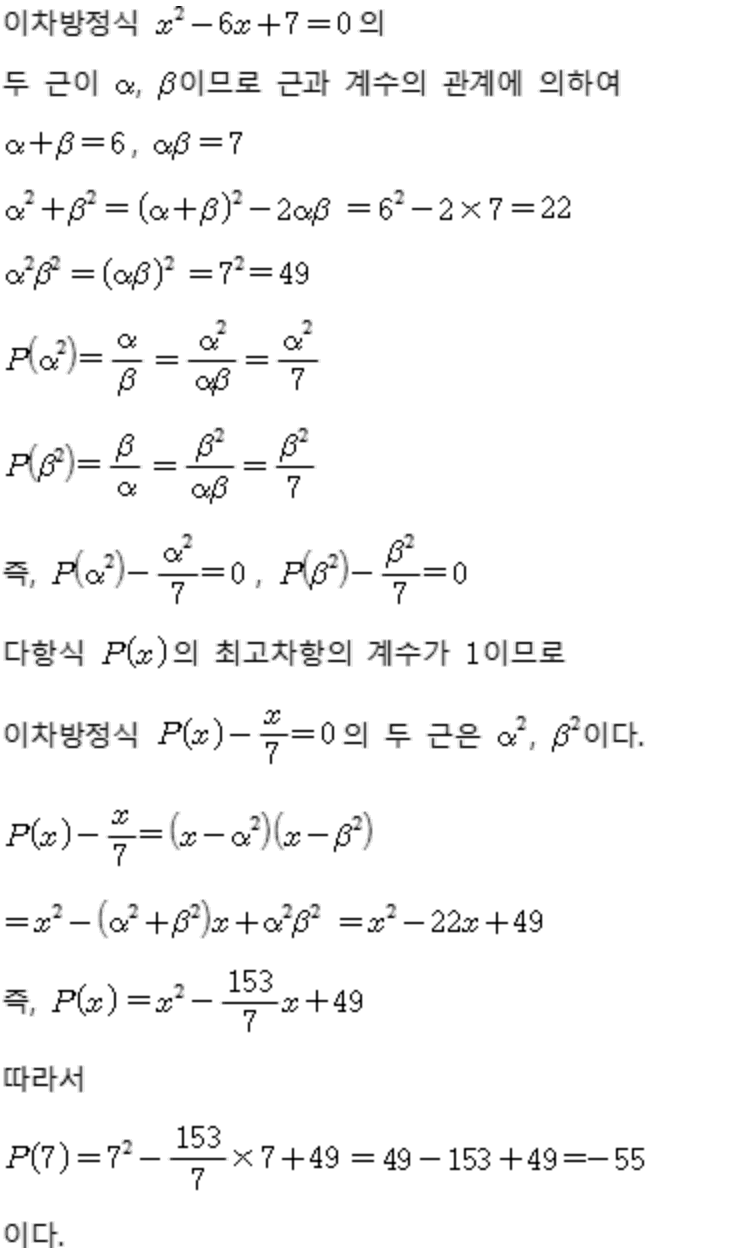 이차방정식 x² − 6x + 7 = 0 의
두 근이 α, β이므로 근과 계수의 관계에 의하여
α + β = 6 , αβ = 7
α² + β² = (α + β)² − 2αβ = 6² − 2 × 7 = 22
α²β² = (αβ)² = 7² = 49
P(α²) = α/β = α²/αβ = α²/7
P(β²) = β/α = β²/αβ = β²/7
즉, P(α²) − α²/7 = 0 , P(β²) − β²/7 = 0
다항식 P(x)의 최고차항의 계수가 1이므로
이차방정식 P(x) − x/7 = 0 의 두 근은 α², β²이다.
P(x) − x/7 = (x − α²)(x − β²)
= x² − (α² + β²)x + α²β² = x² − 22x + 49
즉, P(x) = x² − 153/7 x + 49
따라서
P(7) = 7² − 153/7 × 7 + 49 = 49 − 153 + 49 = − 55
이다.